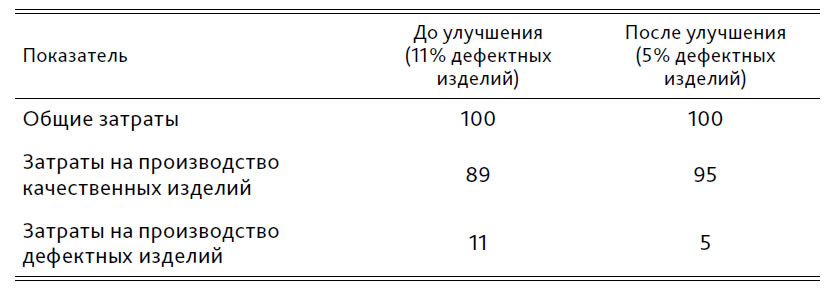 Показатель
До улучшения
(11% дефектных
изделий)
После улучшения
(5% дефектных
изделий)
Общие затраты 100 100
Затраты на производство
качественных изделий 89 95
Затраты на производство
дефектных изделий 11 5